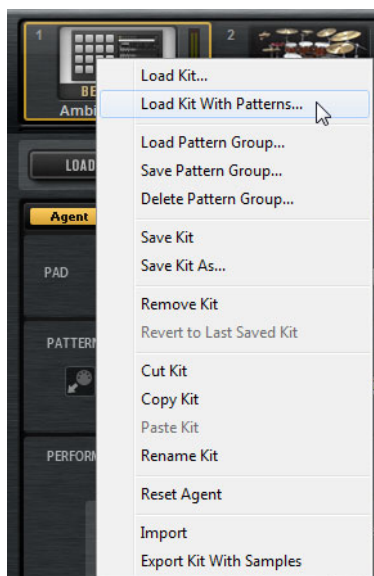 1
2
BE
Ambi
LOAD
Agent
PAD
PATTERN
PERFORM
Load Kit...
Load Kit With Patterns...
Load Pattern Group...
Save Pattern Group...
Delete Pattern Group...
Save Kit
Save Kit As...
Remove Kit
Revert to Last Saved Kit
Cut Kit
Copy Kit
Paste Kit
Rename Kit
Reset Agent
Import
Export Kit With Samples